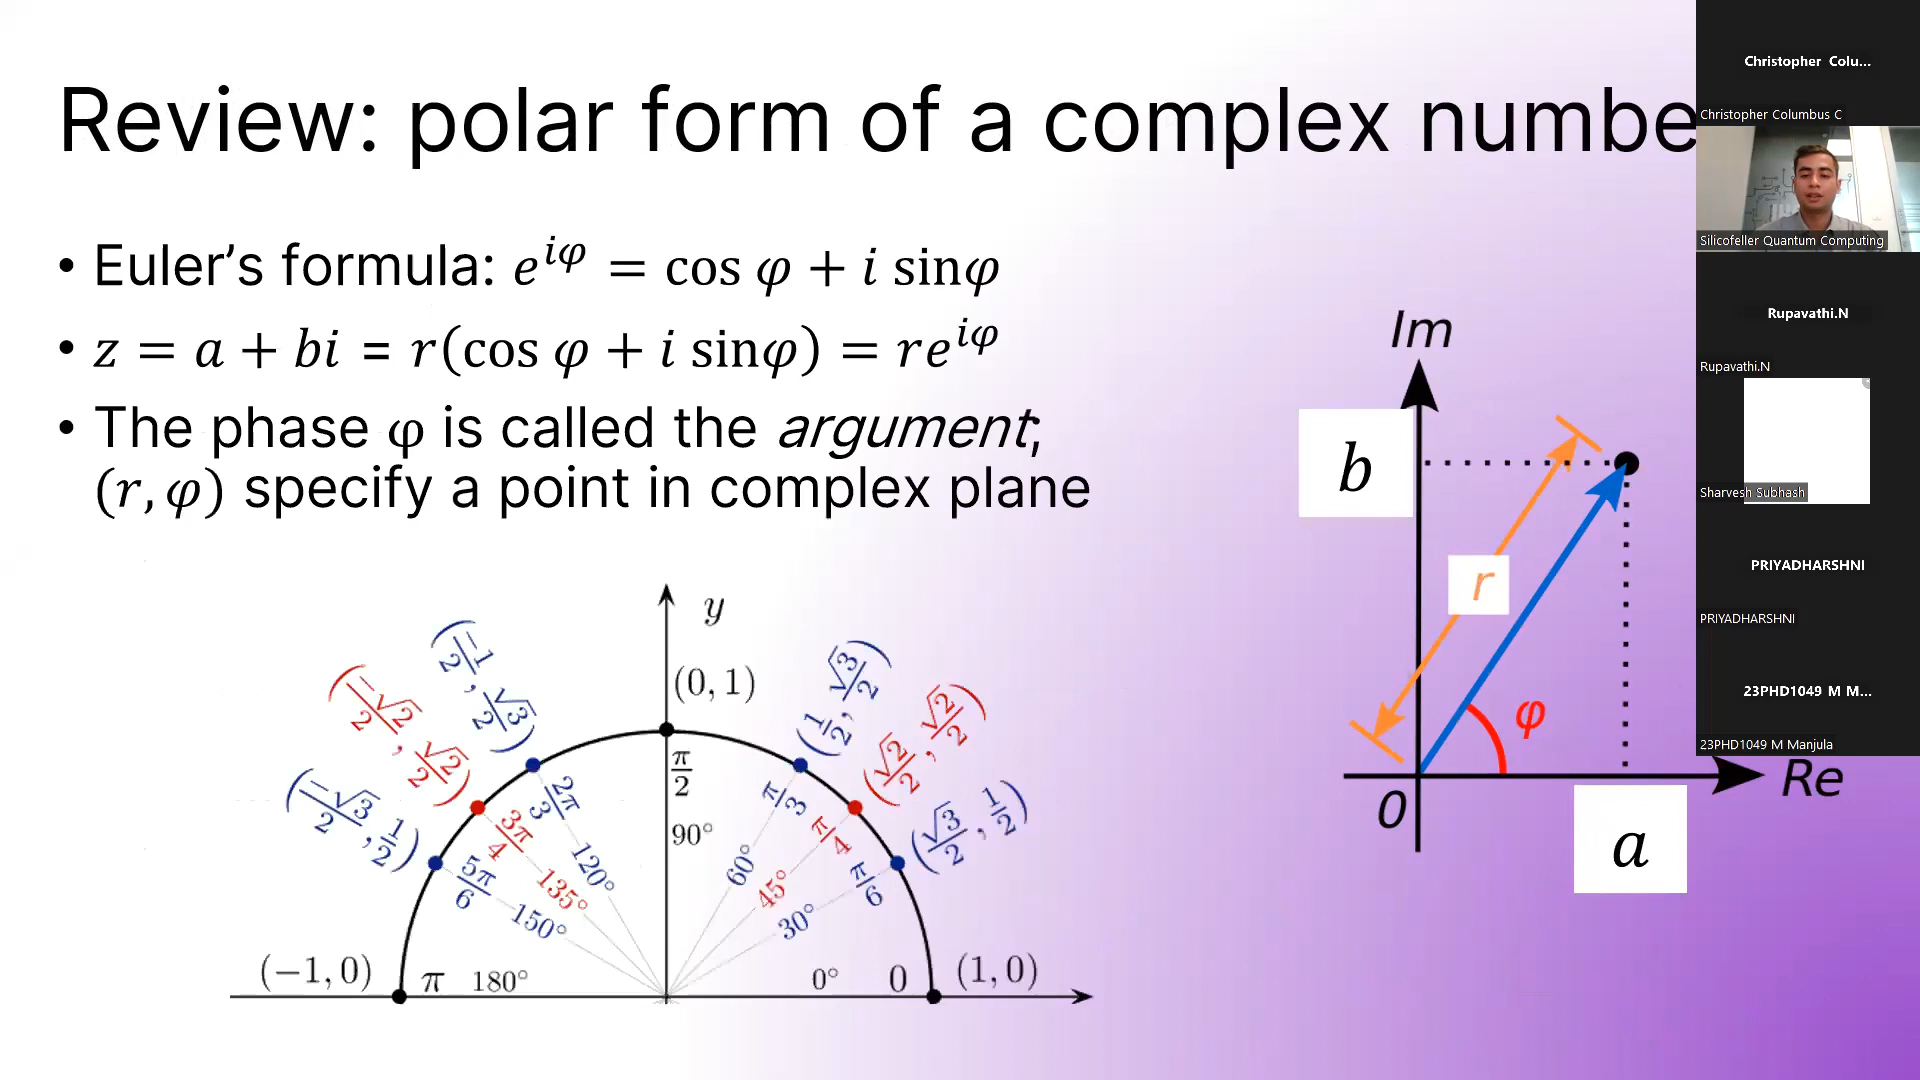 Review: polar form of a complex numbe
• Euler’s formula: e^{iφ} = cos φ + i sinφ
• z = a + bi = r(cos φ + i sinφ) = re^{iφ}
• The phase φ is called the argument;
(r, φ) specify a point in complex plane
y
(0, 1)
(-1/2, √3/2)
(-√2/2, √2/2)
(-√3/2, 1/2)
(1/2, √3/2)
(√2/2, √2/2)
(√3/2, 1/2)
π/2
90°
2π/3
120°
3π/4
135°
5π/6
150°
π/3
60°
π/4
45°
π/6
30°
(−1, 0)
π 180°
0° 0
(1, 0)
Im
b
r
φ
0
Re
a
Christopher Colu...
Christopher Columbus C
Silicofeller Quantum Computing
Rupavathi.N
Rupavathi.N
Sharvesh Subhash
PRIYADHARSHNI
PRIYADHARSHNI
23PHD1049 M M...
23PHD1049 M Manjula